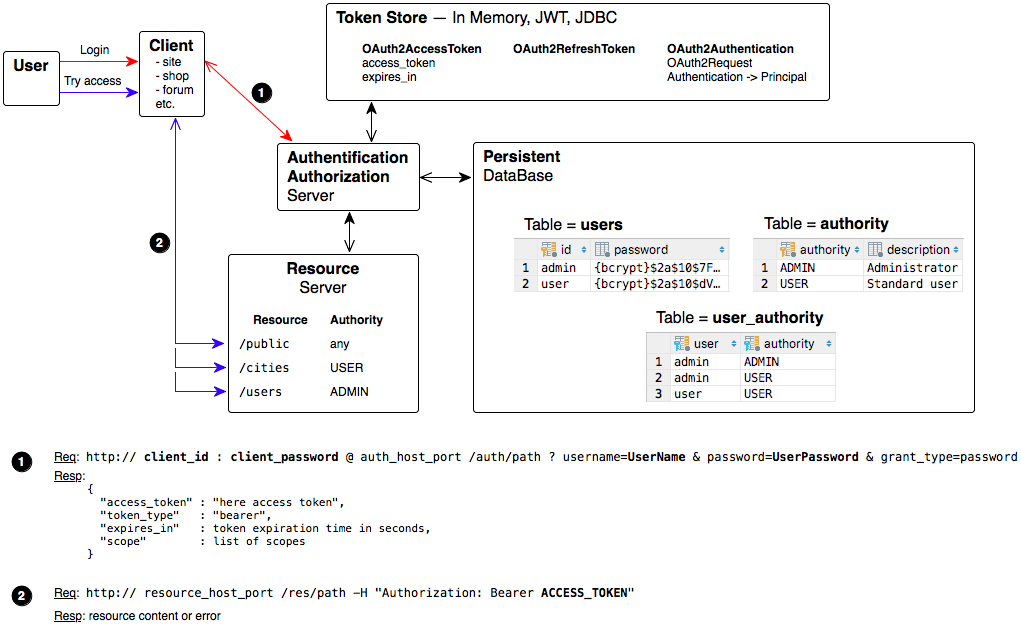 Token Store — In Memory, JWT, JDBC
OAuth2AccessToken OAuth2RefreshToken OAuth2Authentication
access_token OAuth2Request
expires_in Authentication -> Principal
User
Login
Try access
Client
- site
- shop
- forum
etc.
1
Authentification
Authorization
Server
2
Resource
Server
Resource Authority
/public any
/cities USER
/users ADMIN
Persistent
DataBase
Table = users
id password
1 admin {bcrypt}$2a$10$7F…
2 user {bcrypt}$2a$10$dV…
Table = authority
authority description
1 ADMIN Administrator
2 USER Standard user
Table = user_authority
user authority
1 admin ADMIN
2 admin USER
3 user USER
1 Req: http:// client_id : client_password @ auth_host_port /auth/path ? username=UserName & password=UserPassword & grant_type=password
Resp:
{
"access_token" : "here access token",
"token_type" : "bearer",
"expires_in" : token expiration time in seconds,
"scope" : list of scopes
}
2 Req: http:// resource_host_port /res/path -H "Authorization: Bearer ACCESS_TOKEN"
Resp: resource content or error